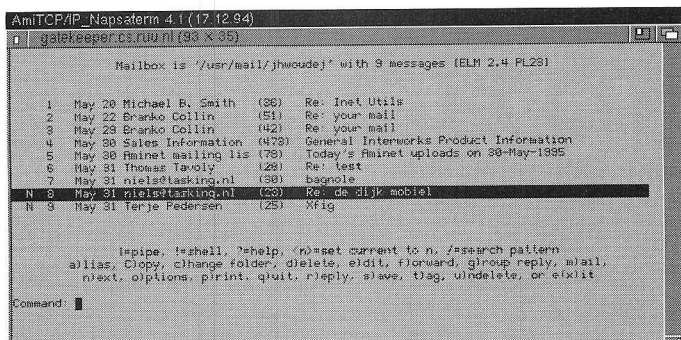 AmiTCP/IP_Napsaterm 4.1 (17.12.94)
gatekeeper.cs.ruu.nl (93 x 35)
Mailbox is '/usr/mail/jhwoudej' with 9 messages [ELM 2.4 PL23]
1 May 20 Michael B. Smith (36) Re: Inet Utils
2 May 22 Branko Collin (51) Re: your mail
3 May 29 Branko Collin (42) Re: your mail
4 May 30 Sales Information (473) General Interworks Product Information
5 May 30 Aminet mailing lis (78) Today's Aminet uploads on 30-May-1995
6 May 31 Thomas Tavoly (29) Re: test
7 May 31 niels@tasking.nl (30) bagnole
N 8 May 31 niels@tasking.nl (23) Re: de dijk mobiel
N 9 May 31 Terje Pedersen (25) Xfig
|=pipe, !=shell, ?=help, <n>=set current to n, /=search pattern
a)lias, C)opy, c)hange folder, d)elete, e)dit, f)orward, g)roup reply, m)ail,
n)ext, o)ptions, p)rint, q)uit, r)eply, s)ave, t)ag, u)ndelete, or e(x)it
Command: